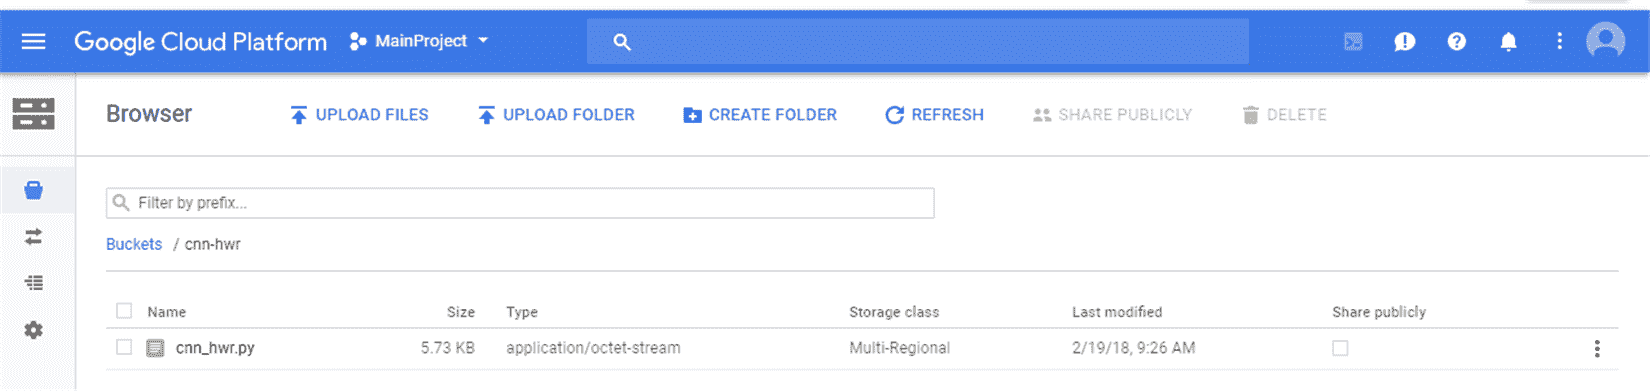 Google Cloud Platform MainProject
Browser UPLOAD FILES UPLOAD FOLDER CREATE FOLDER REFRESH SHARE PUBLICLY DELETE
Filter by prefix...
Buckets / cnn-hwr
Name Size Type Storage class Last modified Share publicly
cnn_hwr.py 5.73 KB application/octet-stream Multi-Regional 2/19/18, 9:26 AM